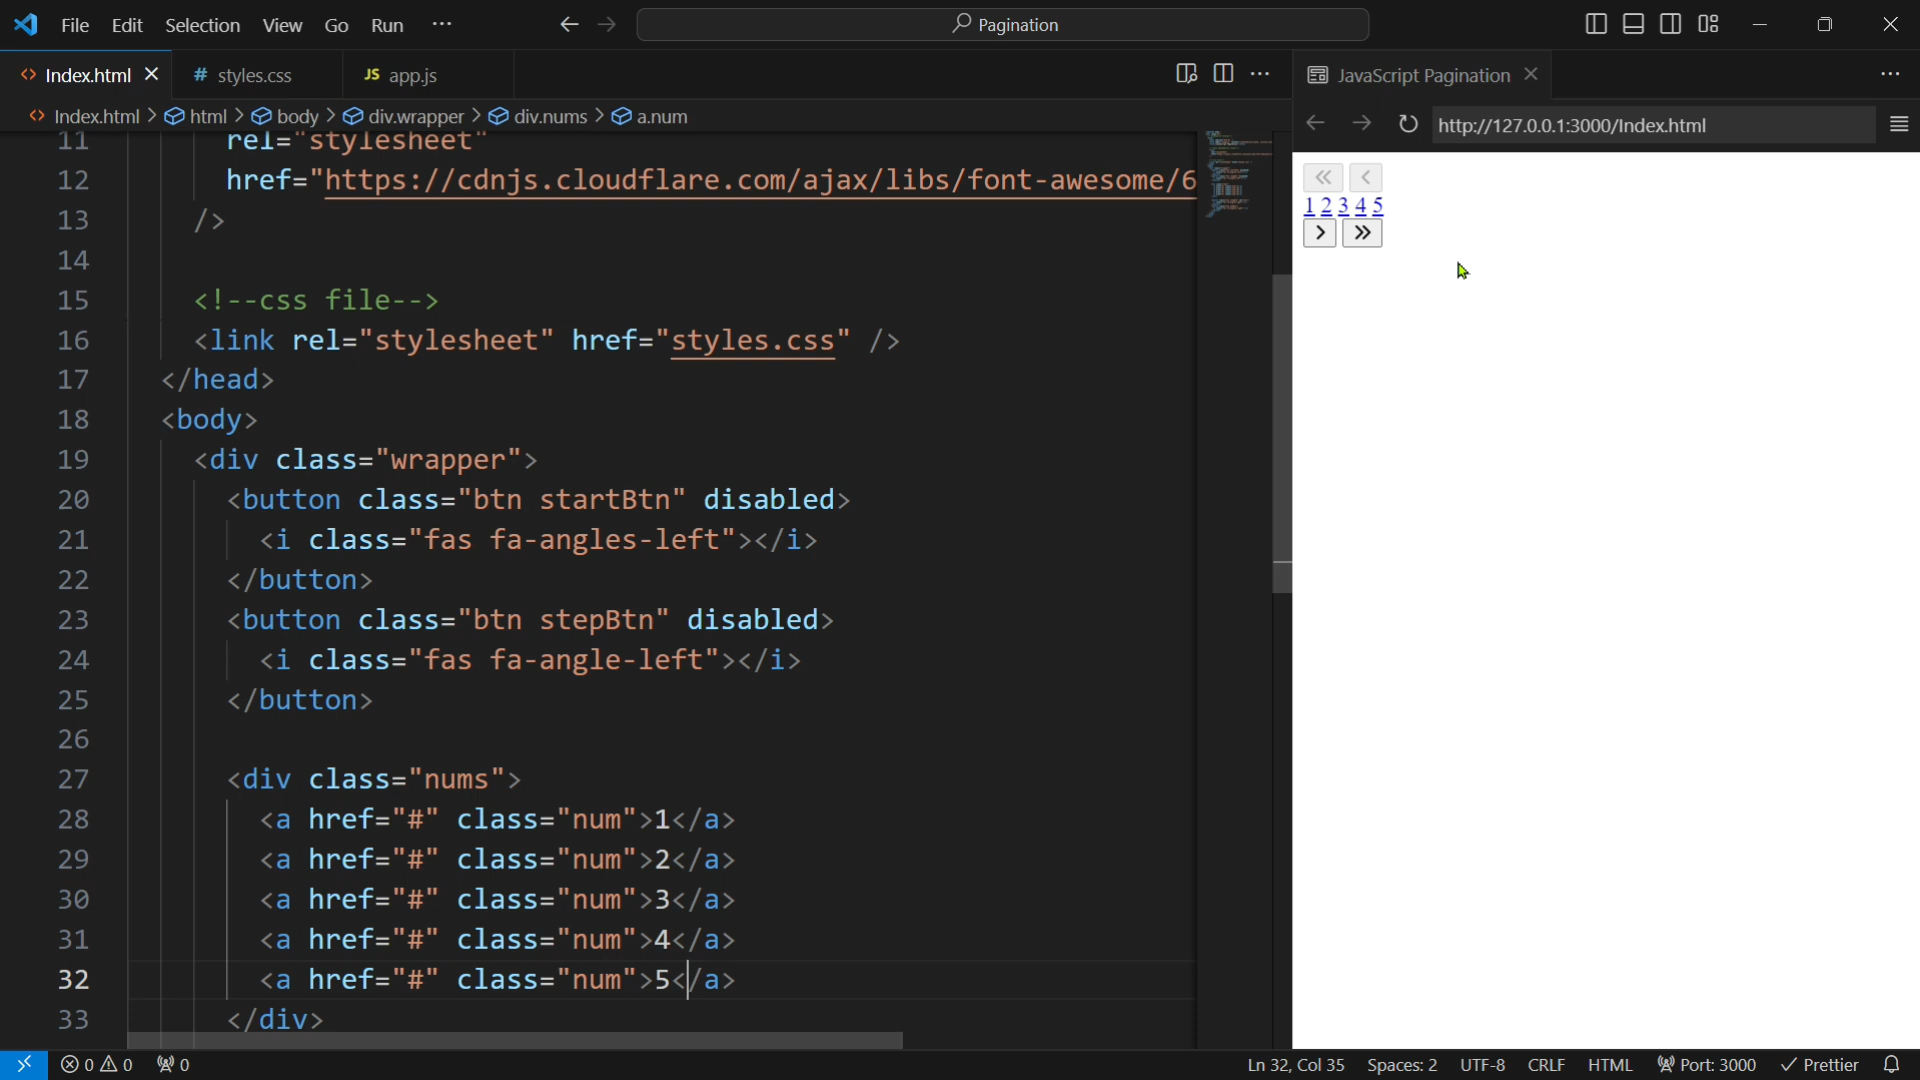 File Edit Selection View Go Run ··· Pagination
Index.html styles.css JS app.js JavaScript Pagination
Index.html > html > body > div.wrapper > div.nums > a.num http://127.0.0.1:3000/Index.html
11 rel="stylesheet"
12 href="https://cdnjs.cloudflare.com/ajax/libs/font-awesome/6
13 />
14
15 <!--css file-->
16 <link rel="stylesheet" href="styles.css" />
17 </head>
18 <body>
19 <div class="wrapper">
20 <button class="btn startBtn" disabled>
21 <i class="fas fa-angles-left"></i>
22 </button>
23 <button class="btn stepBtn" disabled>
24 <i class="fas fa-angle-left"></i>
25 </button>
26
27 <div class="nums">
28 <a href="#" class="num">1</a>
29 <a href="#" class="num">2</a>
30 <a href="#" class="num">3</a>
31 <a href="#" class="num">4</a>
32 <a href="#" class="num">5</a>
33 </div>
1 2 3 4 5
0 0 0 Ln 32, Col 35 Spaces: 2 UTF-8 CRLF HTML Port: 3000 Prettier